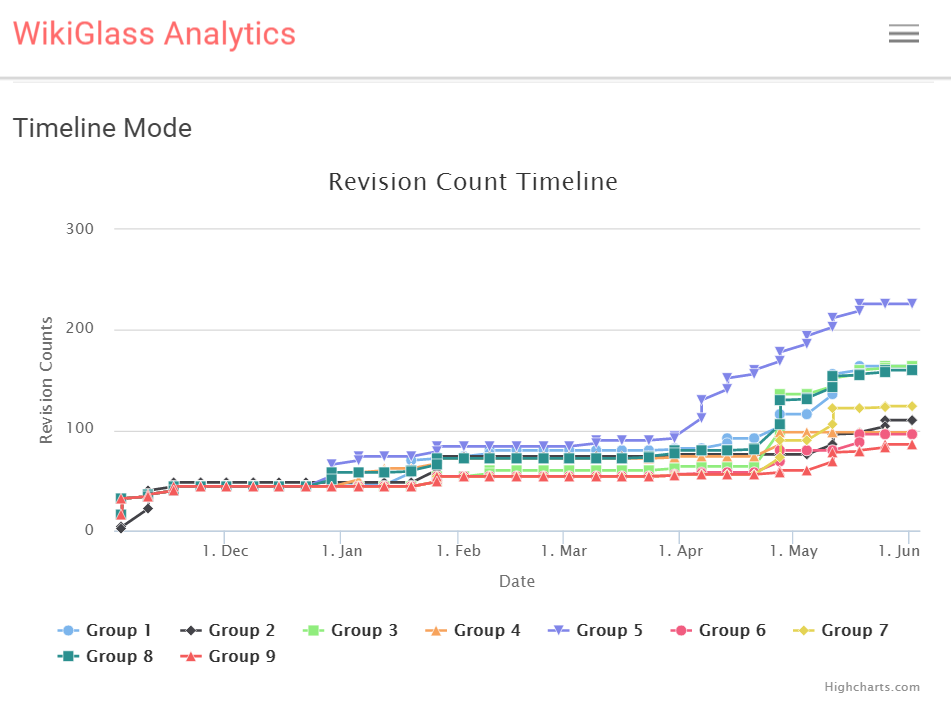 WikiGlass Analytics
Timeline Mode
Revision Count Timeline
300
200
100
0
Revision Counts
1. Dec 1. Jan 1. Feb 1. Mar 1. Apr 1. May 1. Jun
Date
Group 1 Group 2 Group 3 Group 4 Group 5 Group 6 Group 7
Group 8 Group 9
Highcharts.com